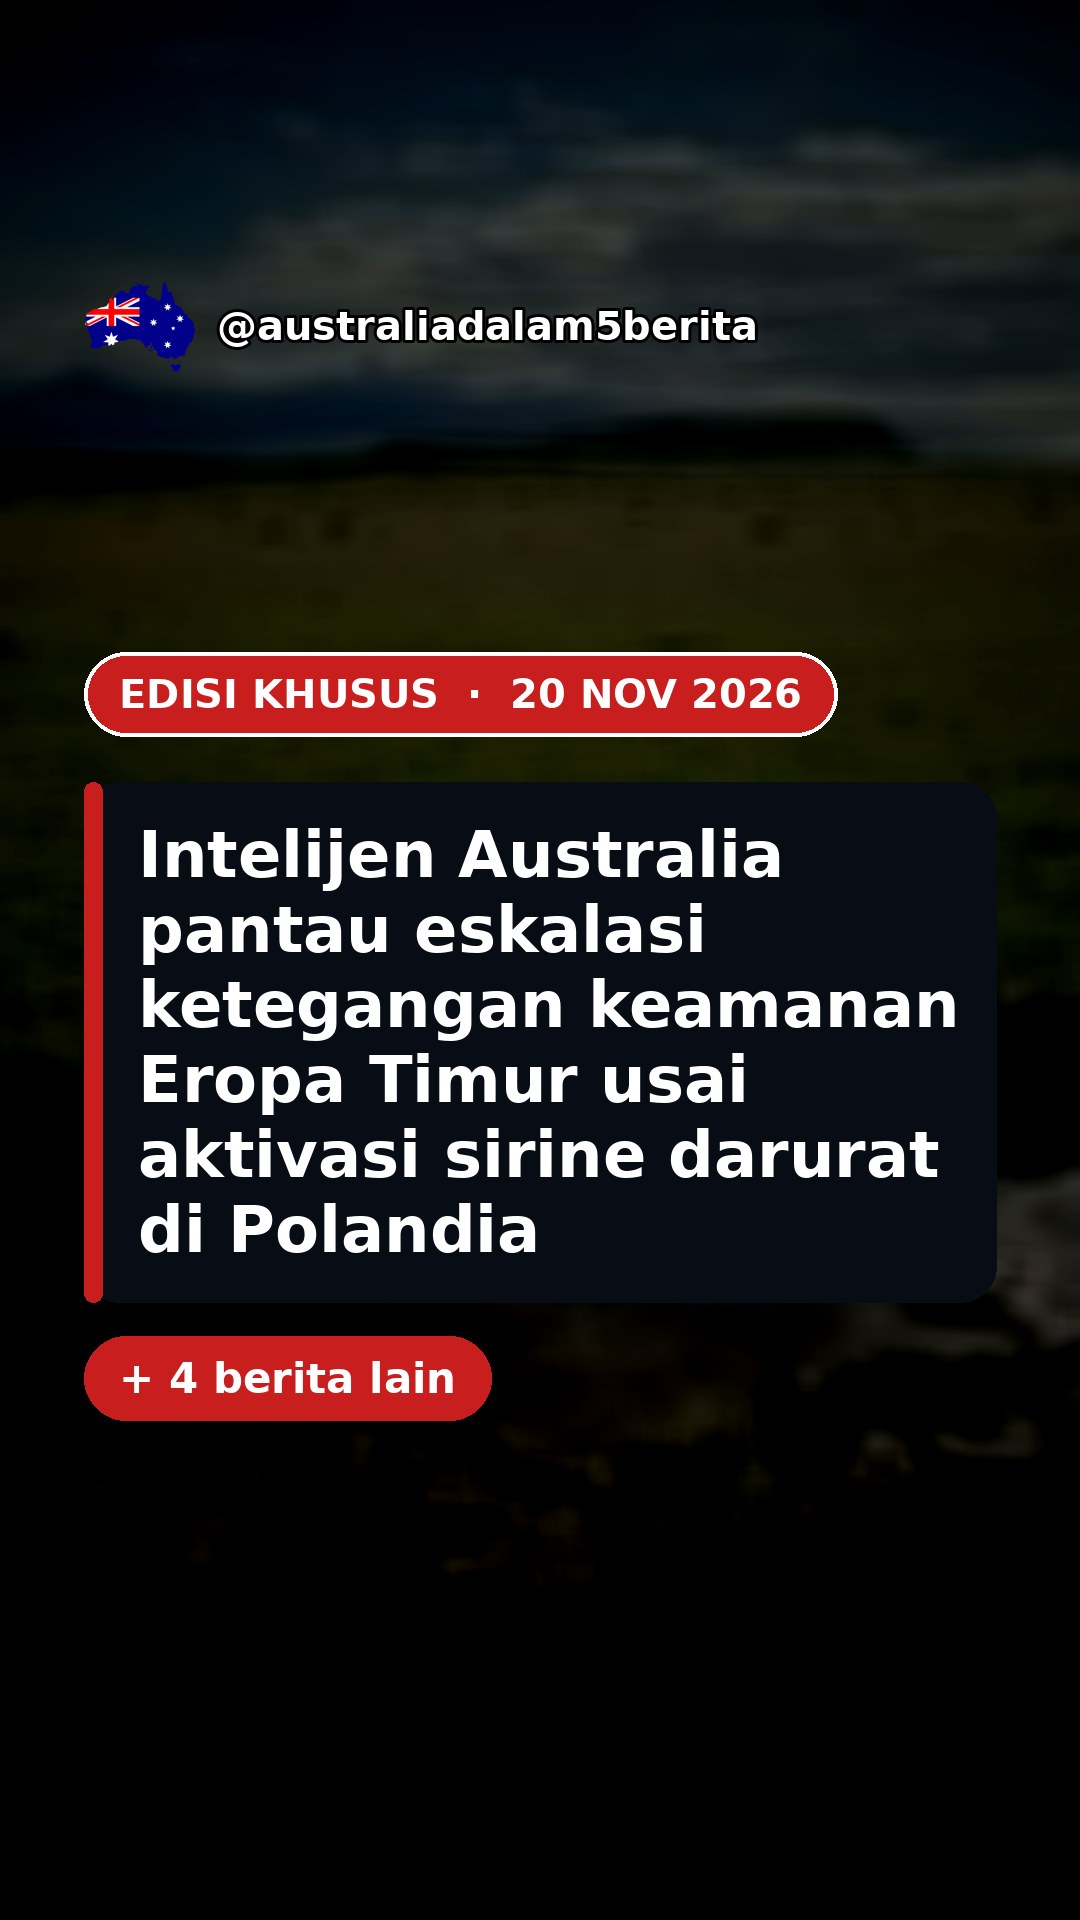 @australiadalam5berita
EDISI KHUSUS · 20 NOV 2026
Intelijen Australia
pantau eskalasi
ketegangan keamanan
Eropa Timur usai
aktivasi sirine darurat
di Polandia
+ 4 berita lain